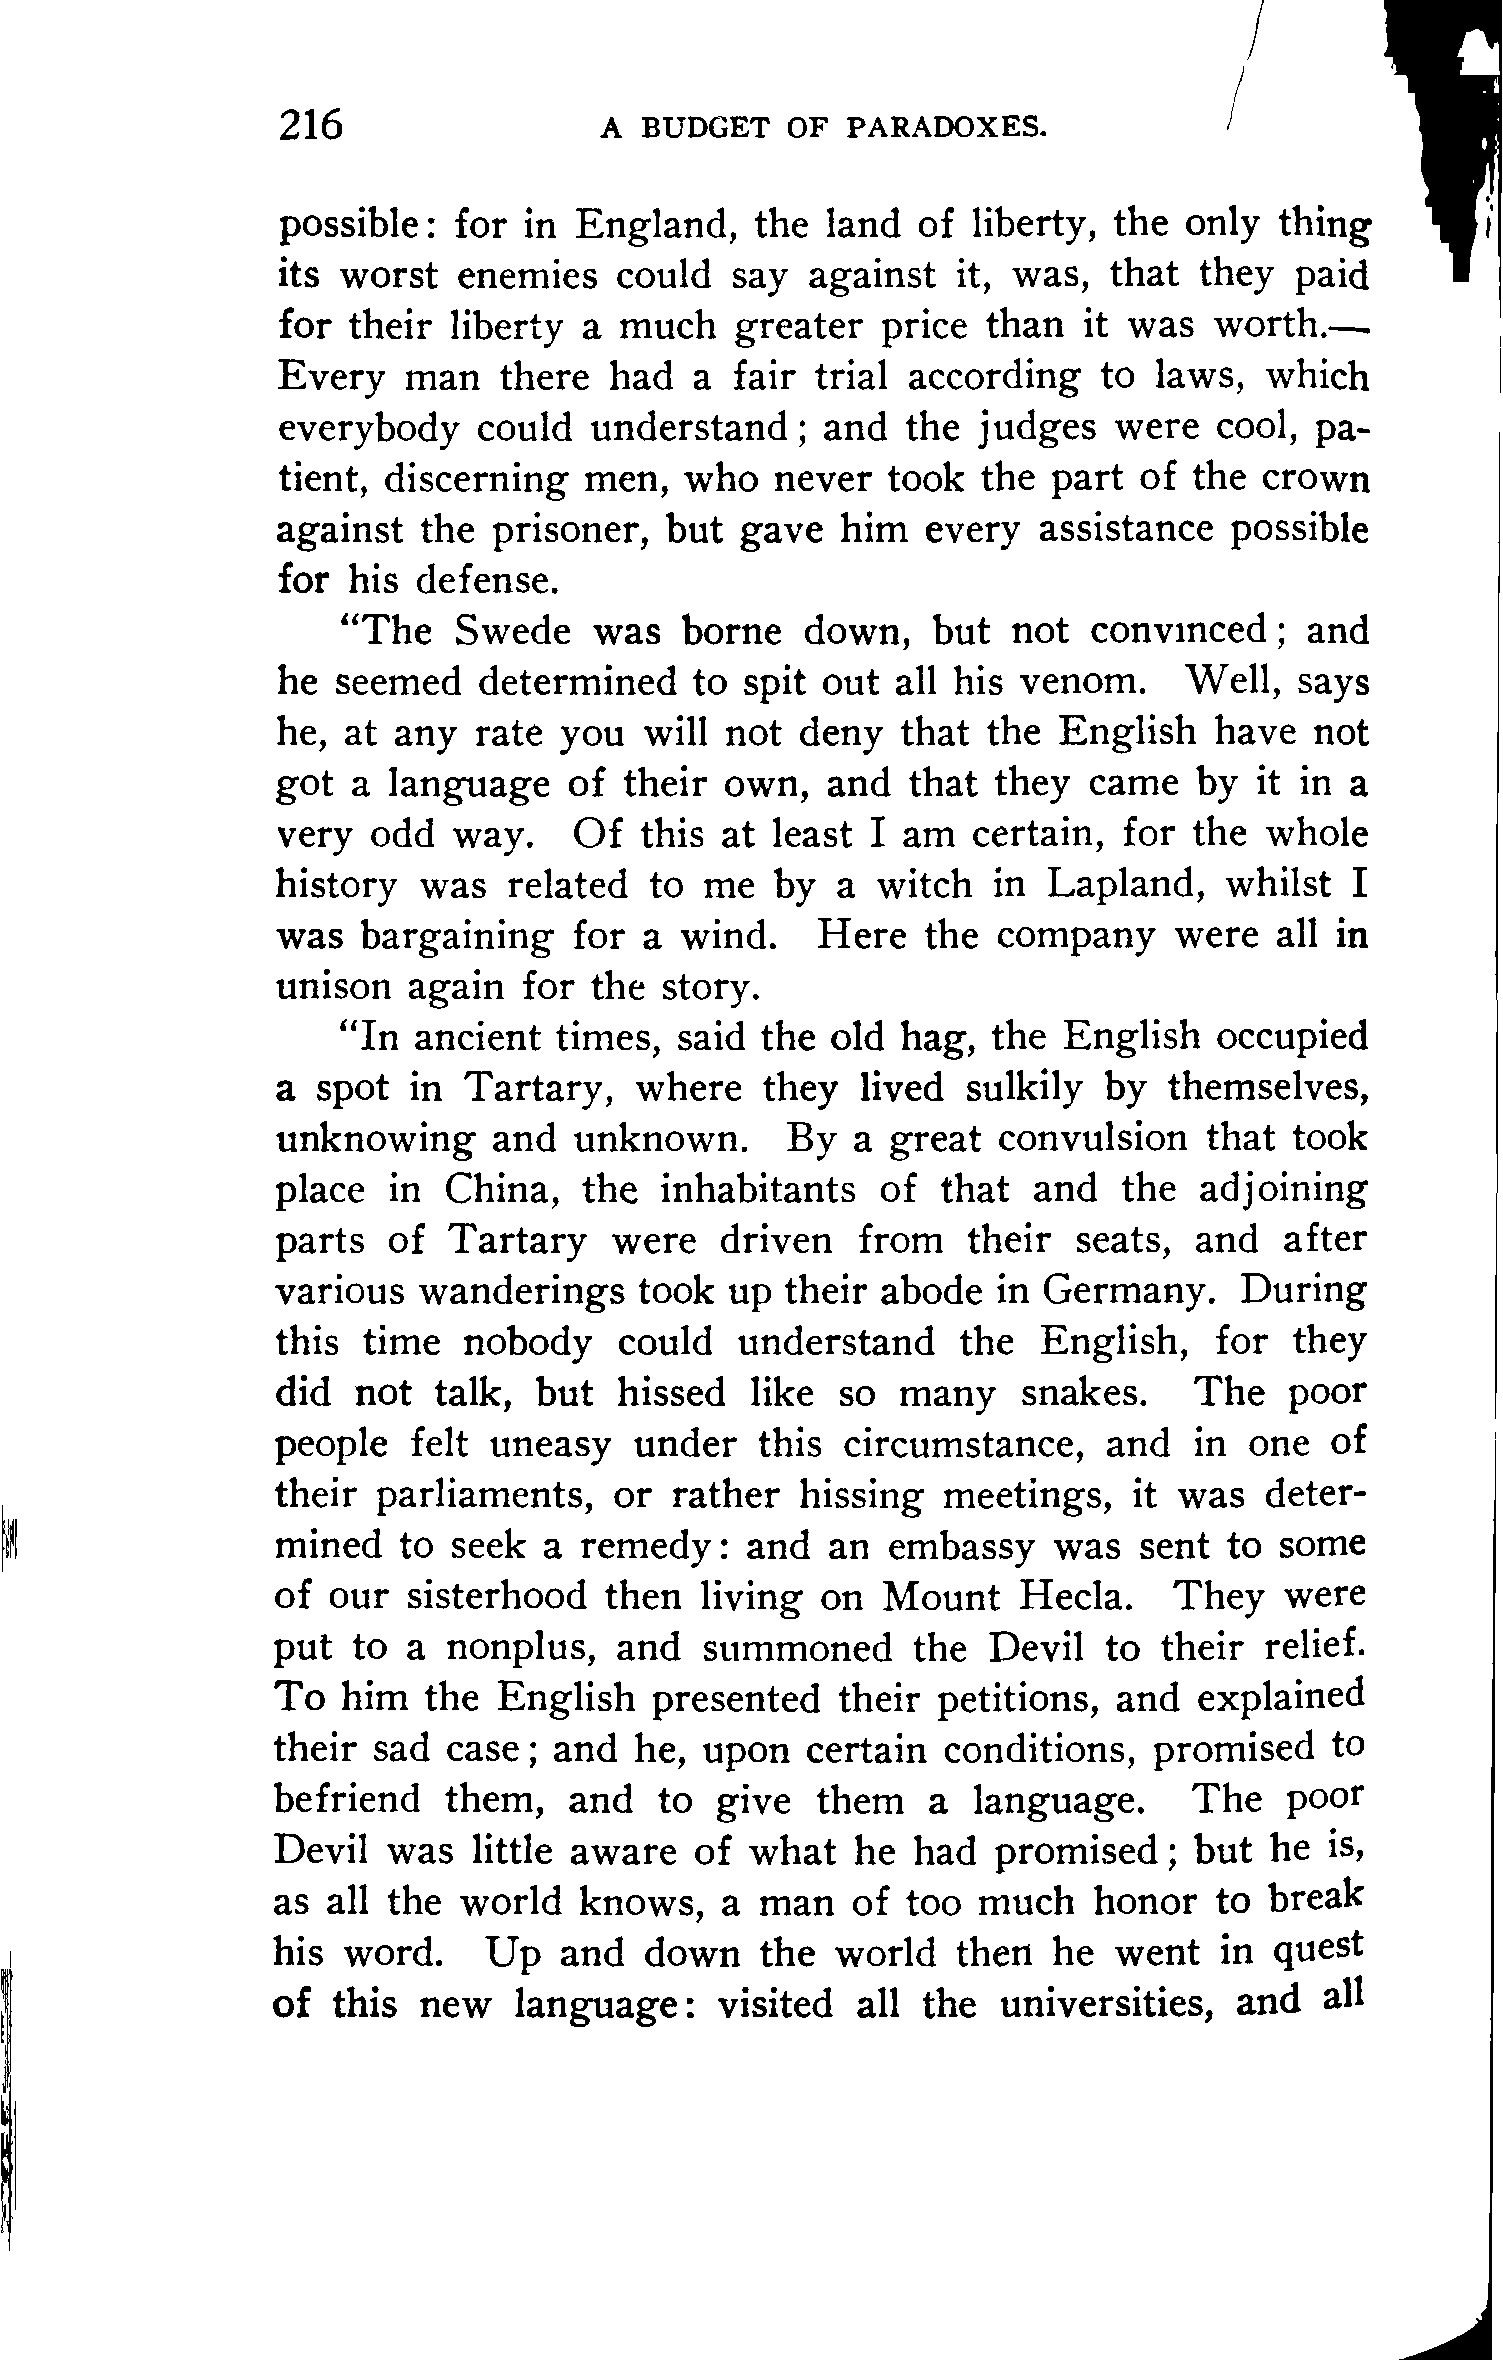 216 A BUDGET OF PARADOXES.
possible: for in England, the land of liberty, the only thing
its worst enemies could say against it, was, that they paid
for their liberty a much greater price than it was worth.—
Every man there had a fair trial according to laws, which
everybody could understand; and the judges were cool, pa-
tient, discerning men, who never took the part of the crown
against the prisoner, but gave him every assistance possible
for his defense.
"The Swede was borne down, but not convinced; and
he seemed determined to spit out all his venom. Well, says
he, at any rate you will not deny that the English have not
got a language of their own, and that they came by it in a
very odd way. Of this at least I am certain, for the whole
history was related to me by a witch in Lapland, whilst I
was bargaining for a wind. Here the company were all in
unison again for the story.
"In ancient times, said the old hag, the English occupied
a spot in Tartary, where they lived sulkily by themselves,
unknowing and unknown. By a great convulsion that took
place in China, the inhabitants of that and the adjoining
parts of Tartary were driven from their seats, and after
various wanderings took up their abode in Germany. During
this time nobody could understand the English, for they
did not talk, but hissed like so many snakes. The poor
people felt uneasy under this circumstance, and in one of
their parliaments, or rather hissing meetings, it was deter-
mined to seek a remedy: and an embassy was sent to some
of our sisterhood then living on Mount Hecla. They were
put to a nonplus, and summoned the Devil to their relief.
To him the English presented their petitions, and explained
their sad case; and he, upon certain conditions, promised to
befriend them, and to give them a language. The poor
Devil was little aware of what he had promised; but he is,
as all the world knows, a man of too much honor to break
his word. Up and down the world then he went in quest
of this new language: visited all the universities, and all